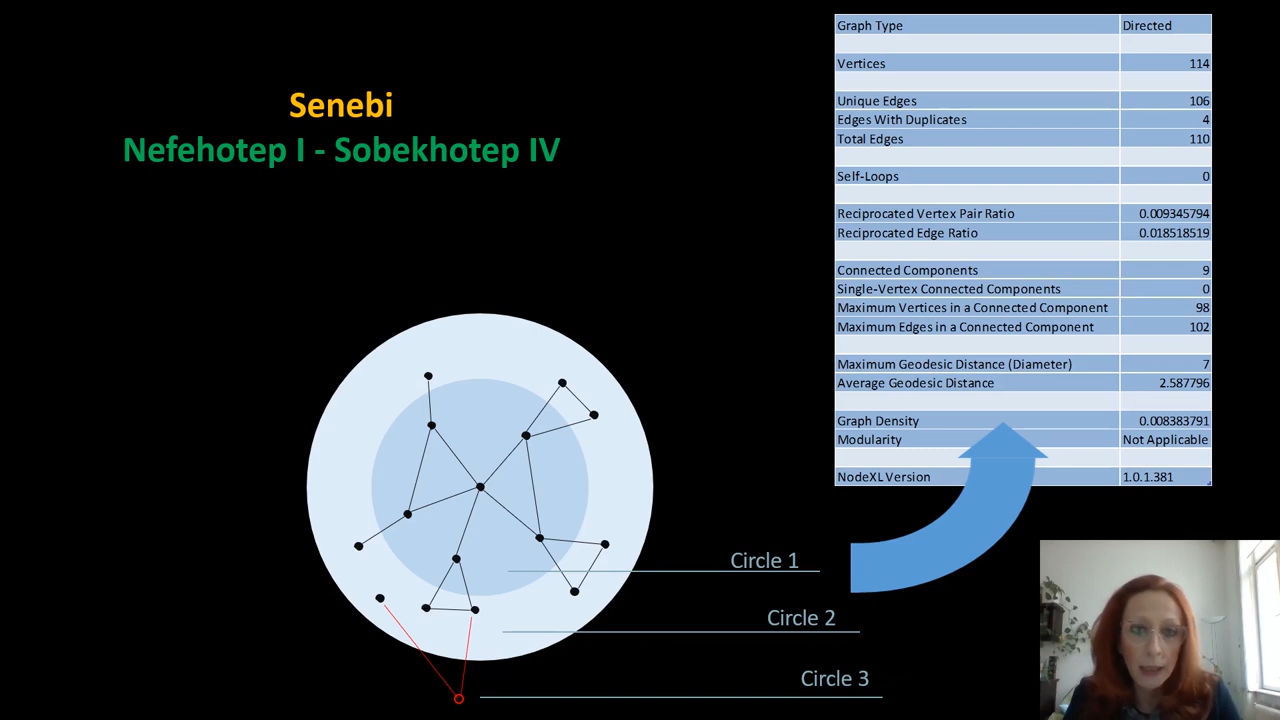 Senebi
Nefehotep I - Sobekhotep IV
Graph Type Directed
Vertices 114
Unique Edges 106
Edges With Duplicates 4
Total Edges 110
Self-Loops 0
Reciprocated Vertex Pair Ratio 0.009345794
Reciprocated Edge Ratio 0.018518519
Connected Components 9
Single-Vertex Connected Components 0
Maximum Vertices in a Connected Component 98
Maximum Edges in a Connected Component 102
Maximum Geodesic Distance (Diameter) 7
Average Geodesic Distance 2.587796
Graph Density 0.008383791
Modularity Not Applicable
NodeXL Version 1.0.1.381
Circle 1
Circle 2
Circle 3